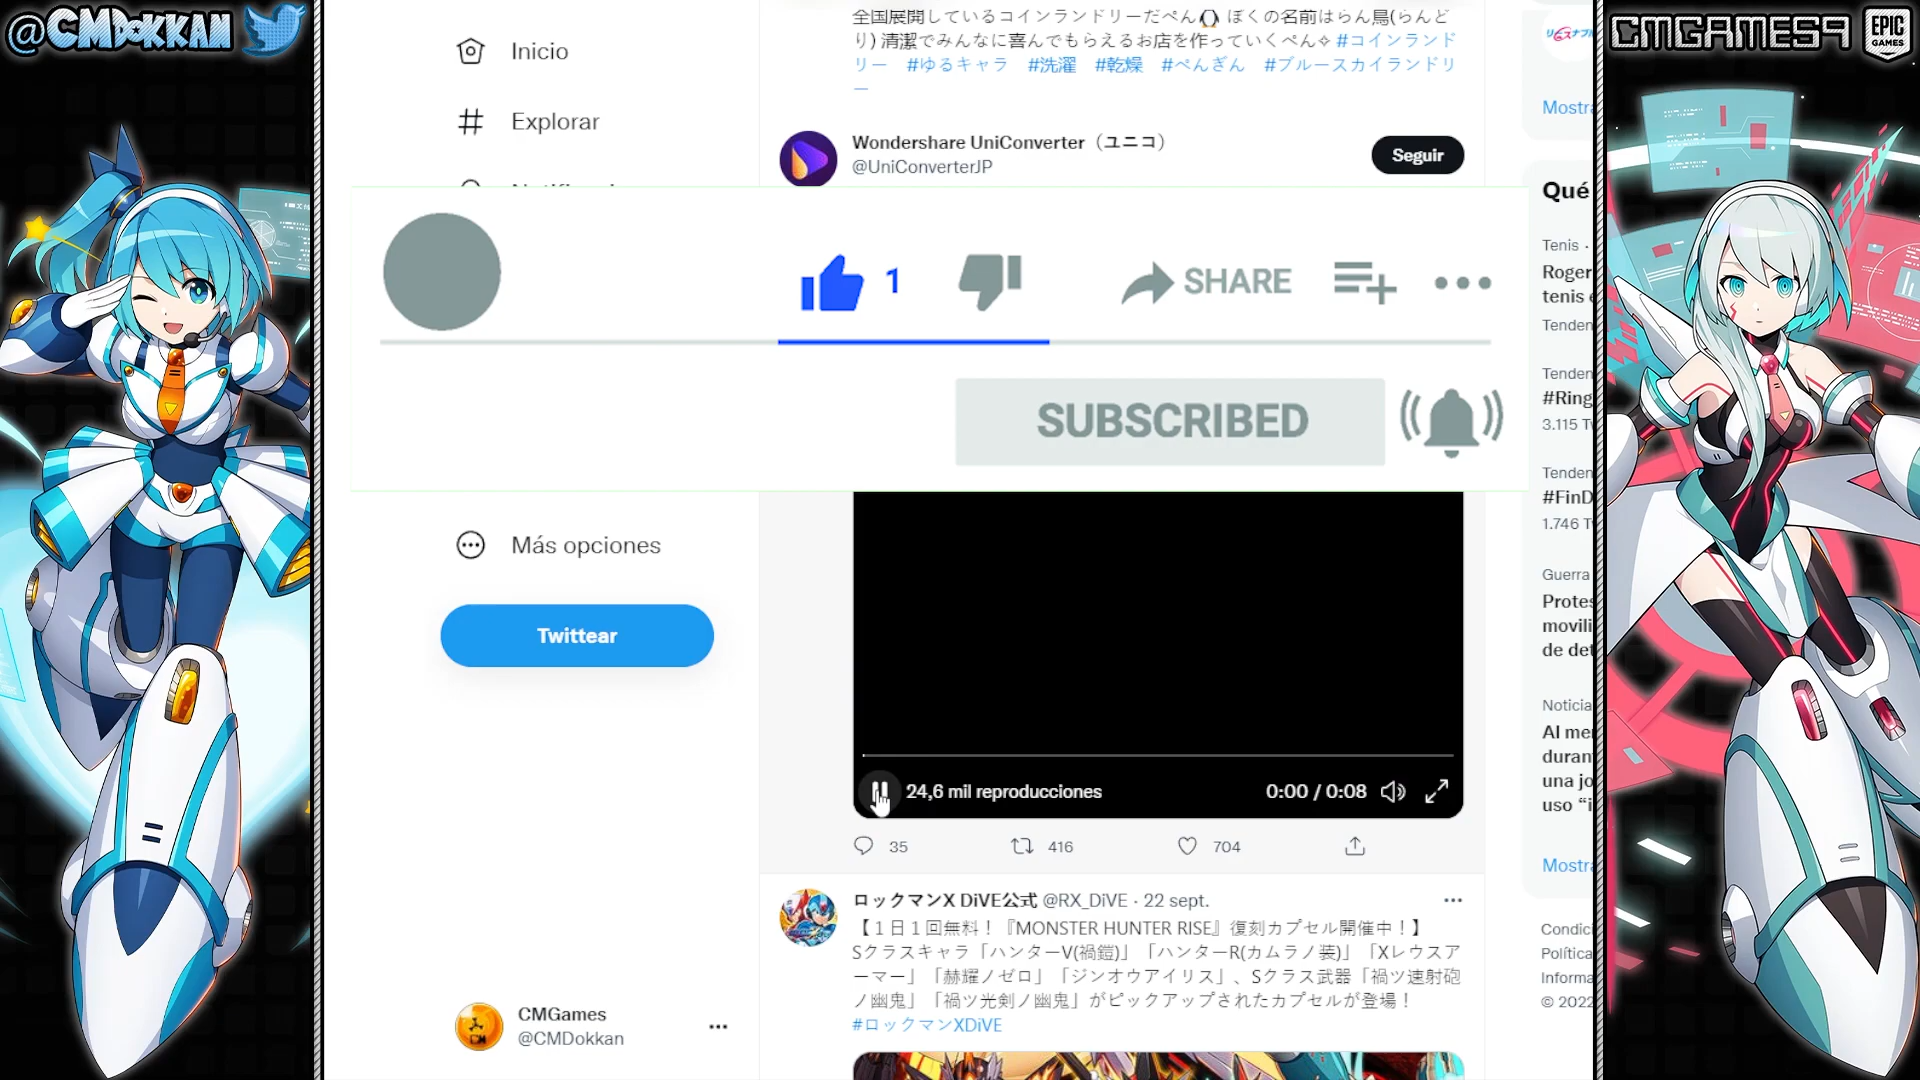 @CMDOKKAN
CMGAMES9
EPIC
GAMES
Inicio
Explorar
全国展開しているコインランドリーだぺん🐧 ぼくの名前はらん鳥(らんど
り) 清潔でみんなに喜んでもらえるお店を作っていくぺん✧ #コインランド
リー #ゆるキャラ #洗濯 #乾燥 #ぺんぎん #ブルースカイランドリ
ー
Wondershare UniConverter（ユニコ）
@UniConverterJP
Seguir
1
SHARE
SUBSCRIBED
Más opciones
Twittear
24,6 mil reproducciones
0:00 / 0:08
35
416
704
ロックマンX DiVE公式 @RX_DiVE · 22 sept.
【１日１回無料！『MONSTER HUNTER RISE』復刻カプセル開催中！】
Sクラスキャラ「ハンターV(禍鎧)」「ハンターR(カムラノ装)」「Xレウスア
ーマー」「赫耀ノゼロ」「ジンオウアイリス」、Sクラス武器「禍ツ速射砲
ノ幽鬼」「禍ツ光剣ノ幽鬼」がピックアップされたカプセルが登場！
#ロックマンXDiVE
CMGames
@CMDokkan
Mostra
Qué
Tenis ·
Roger
tenis e
Tenden
Tenden
#Ring
3.115 Tw
Tenden
#FinD
1.746 T
Guerra
Protes
movili
de det
Noticia
Al me
duran
una jo
uso “i
Mostra
Condici
Política
Informa
© 2022